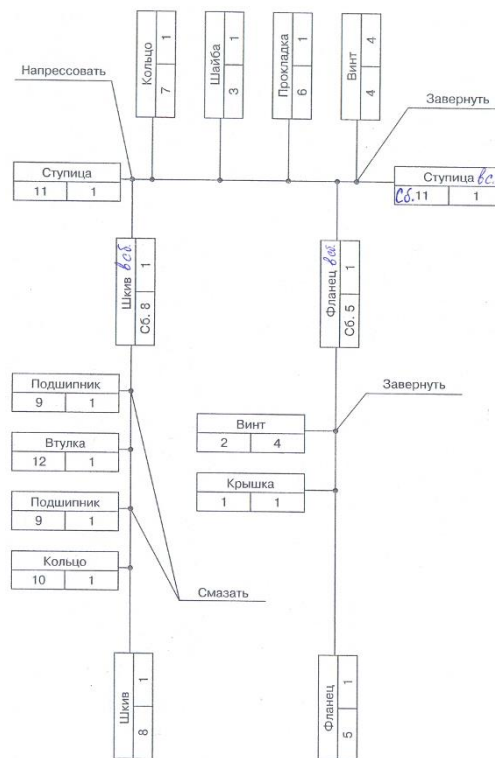 Напрессовать
Кольцо
7 1
Шайба
3 1
Прокладка
6 1
Винт
4 4
Завернуть
Ступица
11 1
Ступица в с.
Сб.11 1
Шкив в сб.
Сб. 8 1
Фланец в сб.
Сб. 5 1
Подшипник
9 1
Втулка
12 1
Подшипник
9 1
Кольцо
10 1
Смазать
Завернуть
Винт
2 4
Крышка
1 1
Шкив
8 1
Фланец
5 1